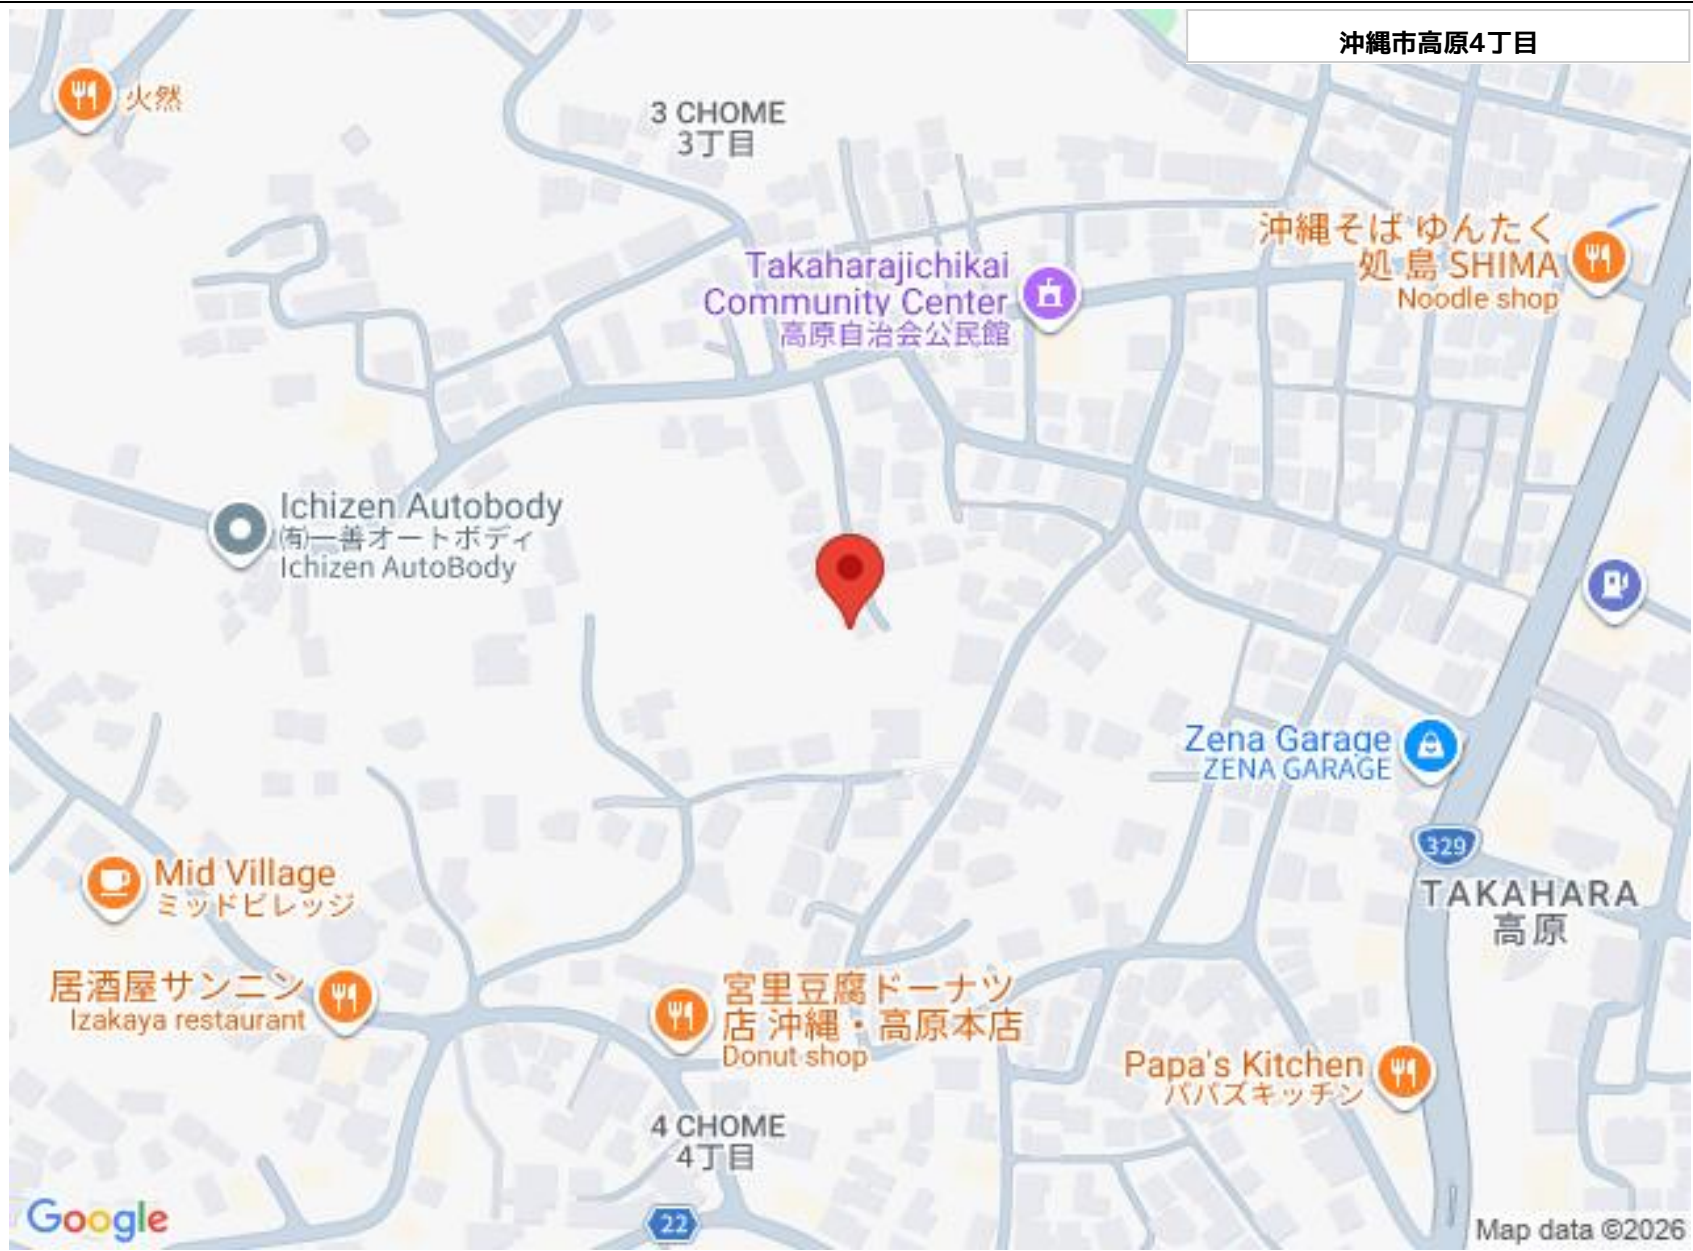 沖縄市高原4丁目
火然
3 CHOME
3丁目
沖縄そば ゆんたく
処 島 SHIMA
Noodle shop
Takaharajichikai
Community Center
高原自治会公民館
Ichizen Autobody
㈲一善オートボディ
Ichizen AutoBody
Zena Garage
ZENA GARAGE
329
Mid Village
ミッドビレッジ
TAKAHARA
高原
居酒屋サンニン
Izakaya restaurant
宮里豆腐ドーナツ
店 沖縄・高原本店
Donut shop
Papa's Kitchen
パパズキッチン
4 CHOME
4丁目
22
Google
Map data ©2026